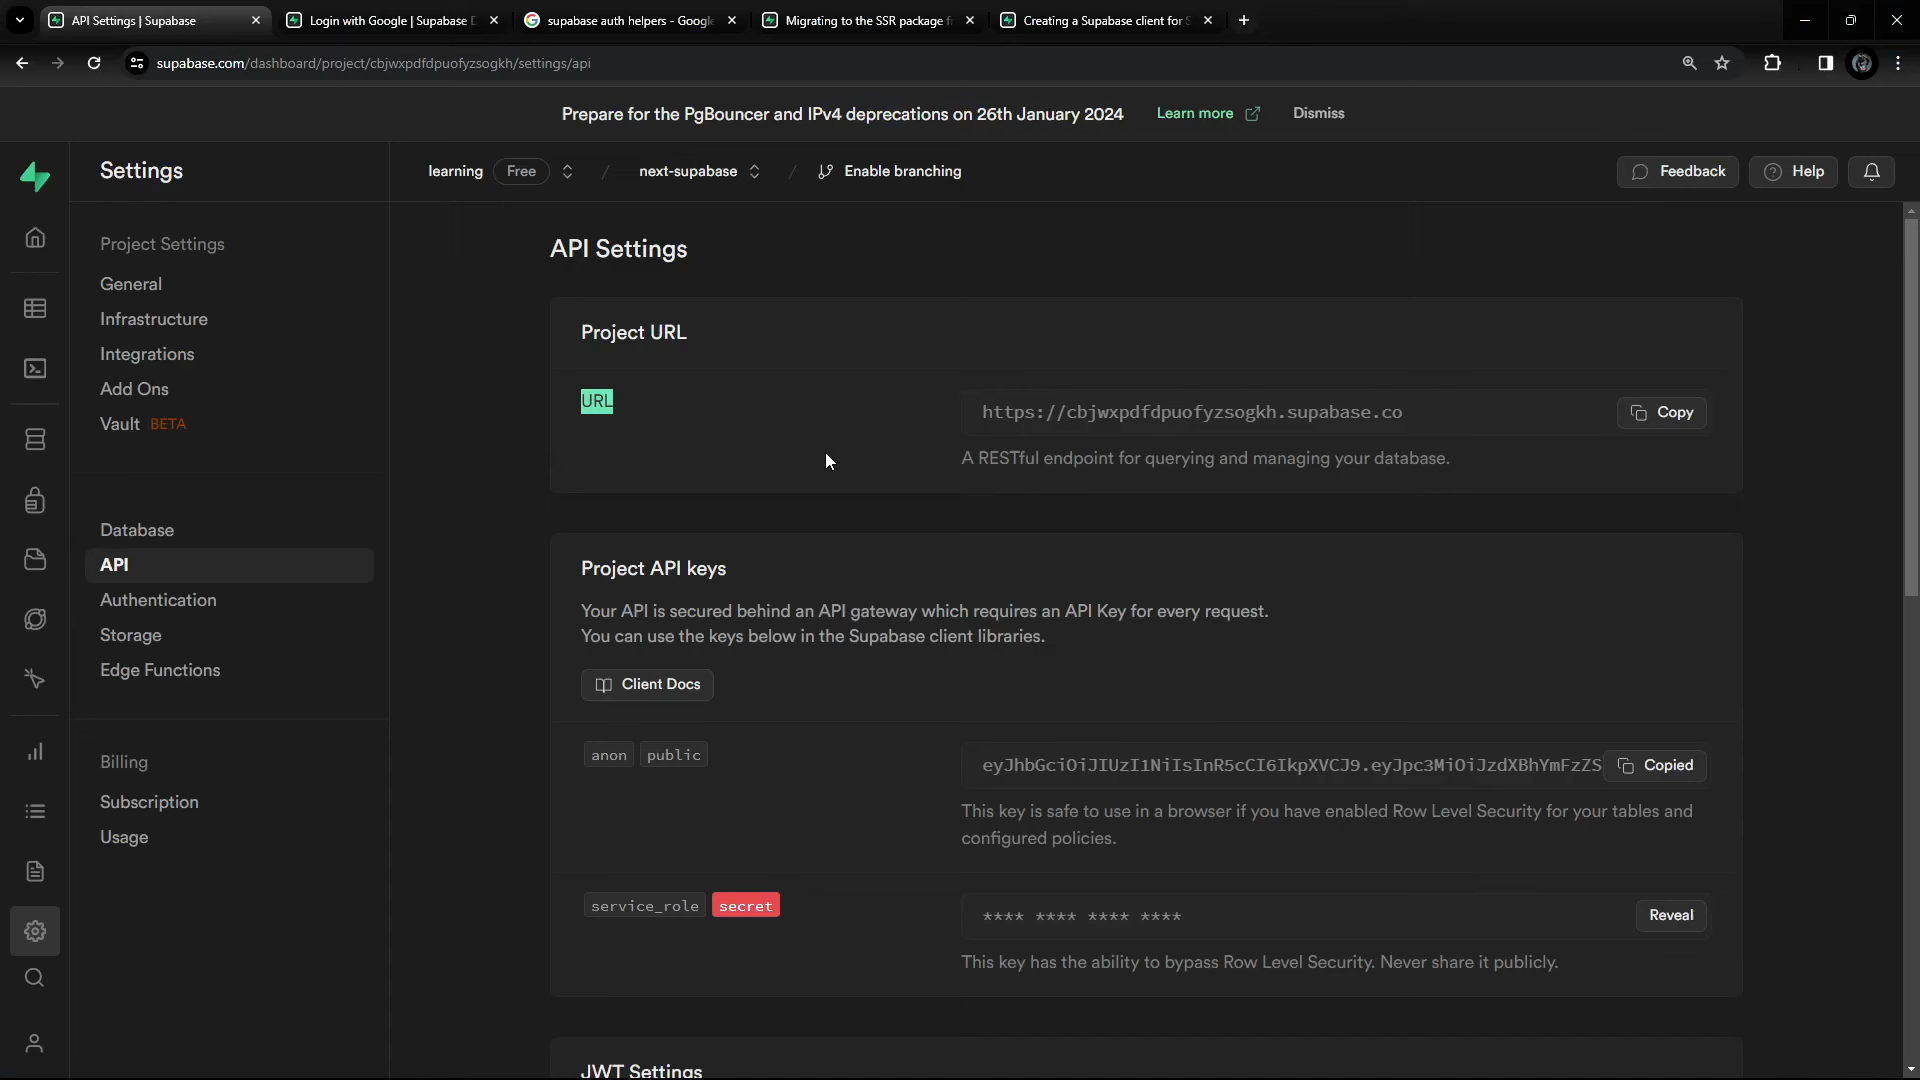 API Settings | Supabase
Login with Google | Supabase D
supabase auth helpers - Google
Migrating to the SSR package f
Creating a Supabase client for S
supabase.com/dashboard/project/cbjwxpdfdpuofyzsogkh/settings/api
Prepare for the PgBouncer and IPv4 deprecations on 26th January 2024
Learn more
Dismiss
Settings
learning
Free
/
next-supabase
/
Enable branching
Feedback
Help
Project Settings
General
Infrastructure
Integrations
Add Ons
Vault BETA
Database
API
Authentication
Storage
Edge Functions
Billing
Subscription
Usage
API Settings
Project URL
URL
https://cbjwxpdfdpuofyzsogkh.supabase.co
Copy
A RESTful endpoint for querying and managing your database.
Project API keys
Your API is secured behind an API gateway which requires an API Key for every request.
You can use the keys below in the Supabase client libraries.
Client Docs
anon public
eyJhbGciOiJIUzI1NiIsInR5cCI6IkpXVCJ9.eyJpc3MiOiJzdXBhYmFzZS
Copied
This key is safe to use in a browser if you have enabled Row Level Security for your tables and
configured policies.
service_role secret
**** **** **** ****
Reveal
This key has the ability to bypass Row Level Security. Never share it publicly.
JWT Settings